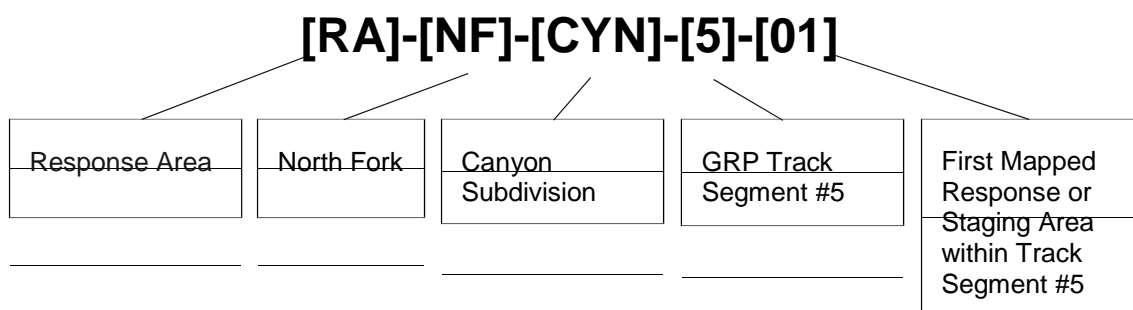 [RA]-[NF]-[CYN]-[5]-[01]
Response Area
North Fork
Canyon
Subdivision
GRP Track
Segment #5
First Mapped
Response or
Staging Area
within Track
Segment #5